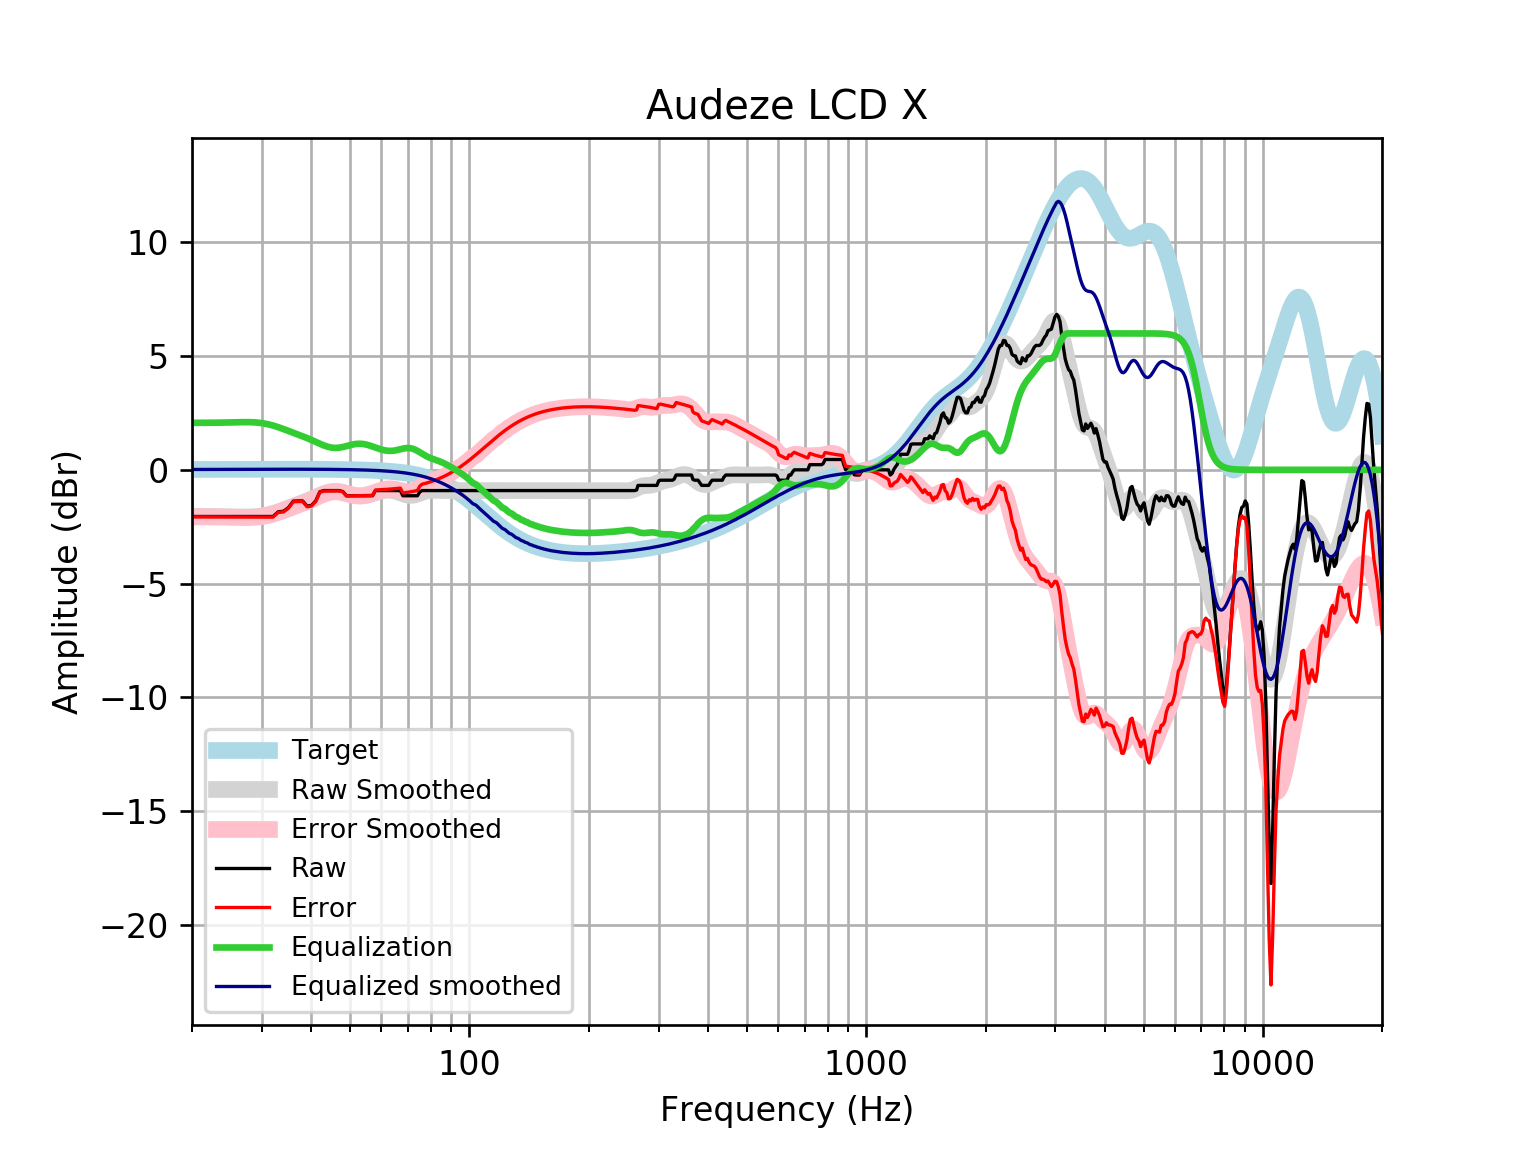 Audeze LCD X
Amplitude (dBr)
10
5
0
−5
−10
−15
−20
Target
Raw Smoothed
Error Smoothed
Raw
Error
Equalization
Equalized smoothed
100 1000 10000
Frequency (Hz)